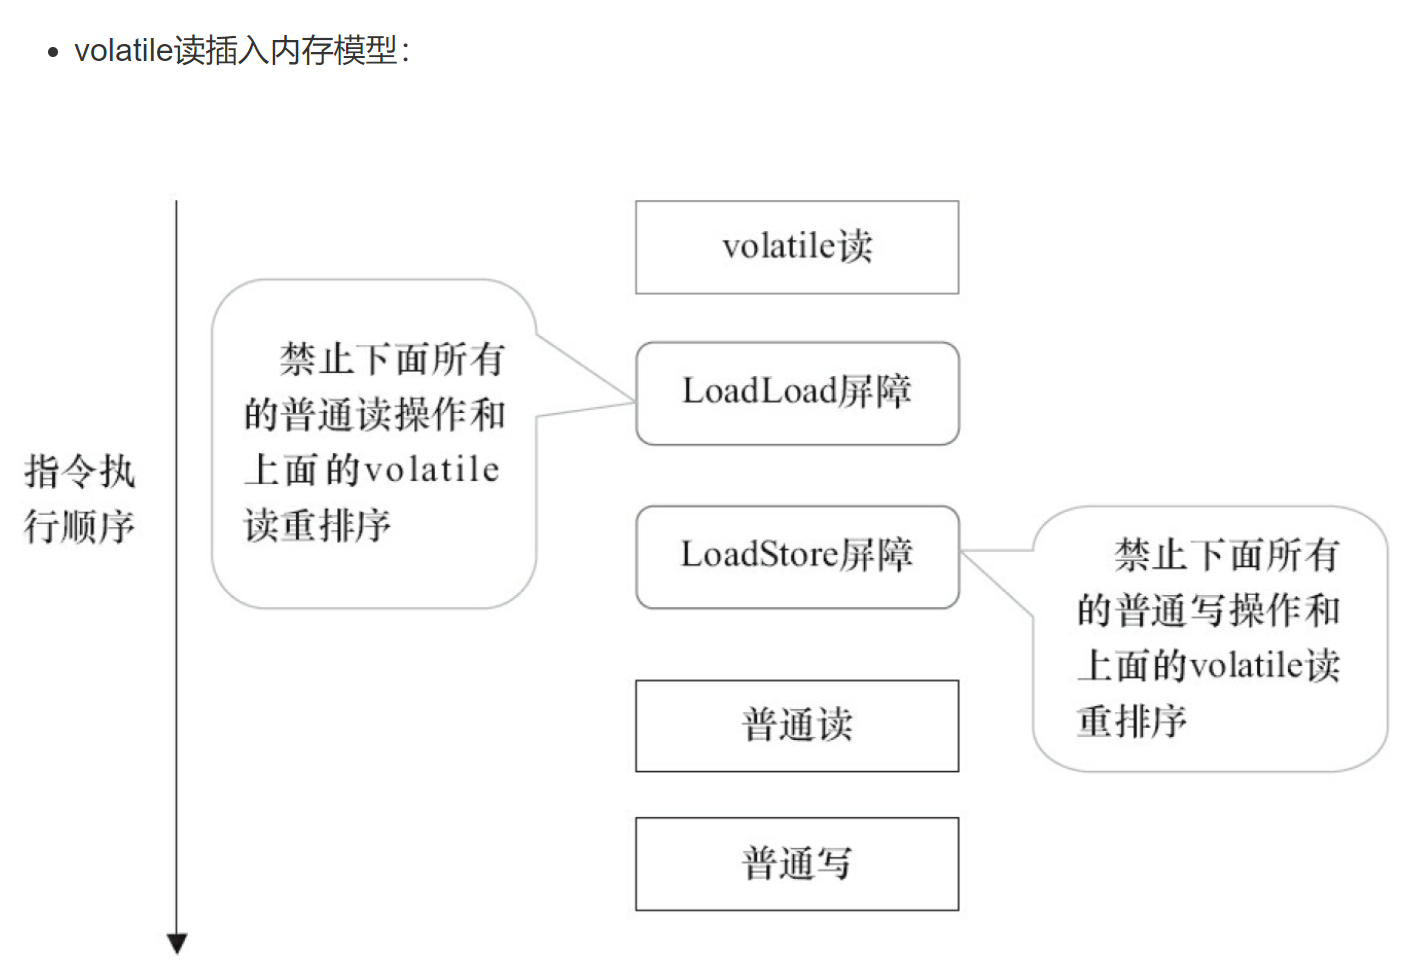 volatile读插入内存模型：
volatile读
禁止下面所有
的普通读操作和
上面的volatile
读重排序
LoadLoad屏障
指令执
行顺序
LoadStore屏障
禁止下面所有
的普通写操作和
上面的volatile读
重排序
普通读
普通写